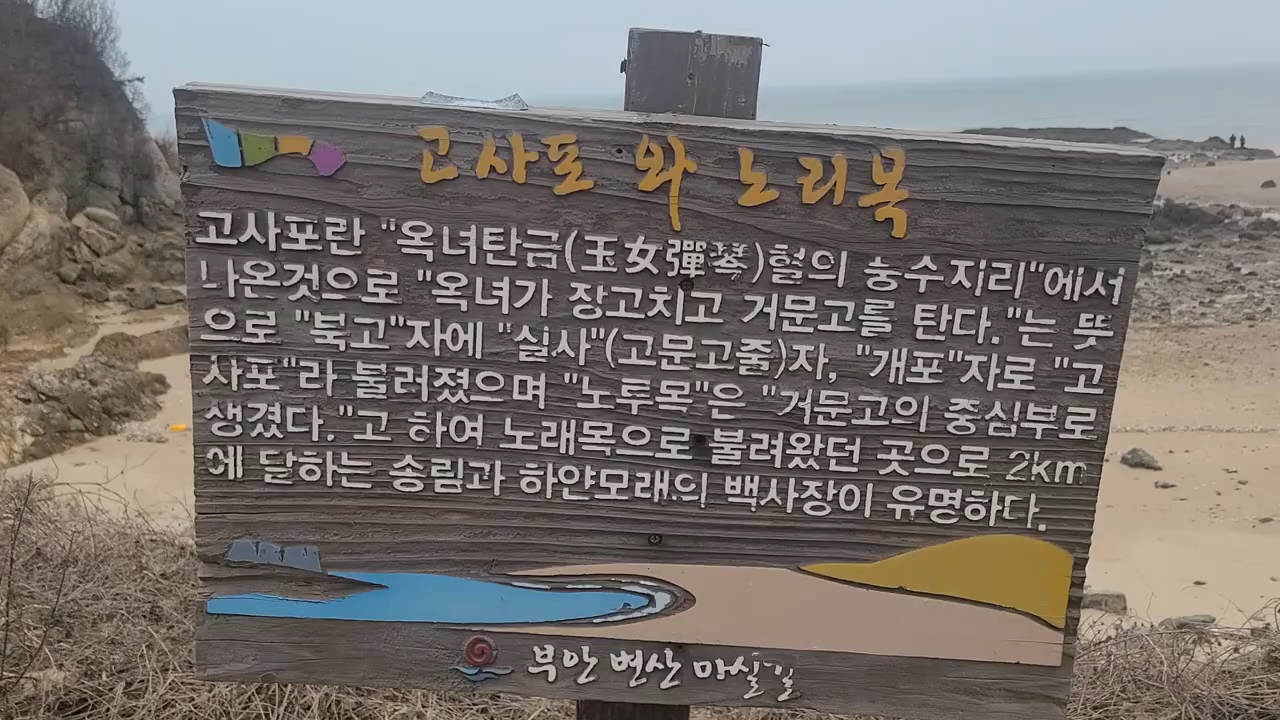 고사포 와 노리목
고사포란 "옥녀탄금(玉女彈琴)혈의 숭수지리"에서
나온것으로 "옥녀가 장고치고 거문고를 탄다."는 뜻
으로 "북고"자에 "실사"(고문고줄)자, "개포"자로 "고
사포"라 불러졌으며 "노투목"은 "거문고의 중심부로
생겼다."고 하여 노래목으로 불려왔던 곳으로 2km
에 달하는 송림과 하얀모래의 백사장이 유명하다.
부안 변산 마실길